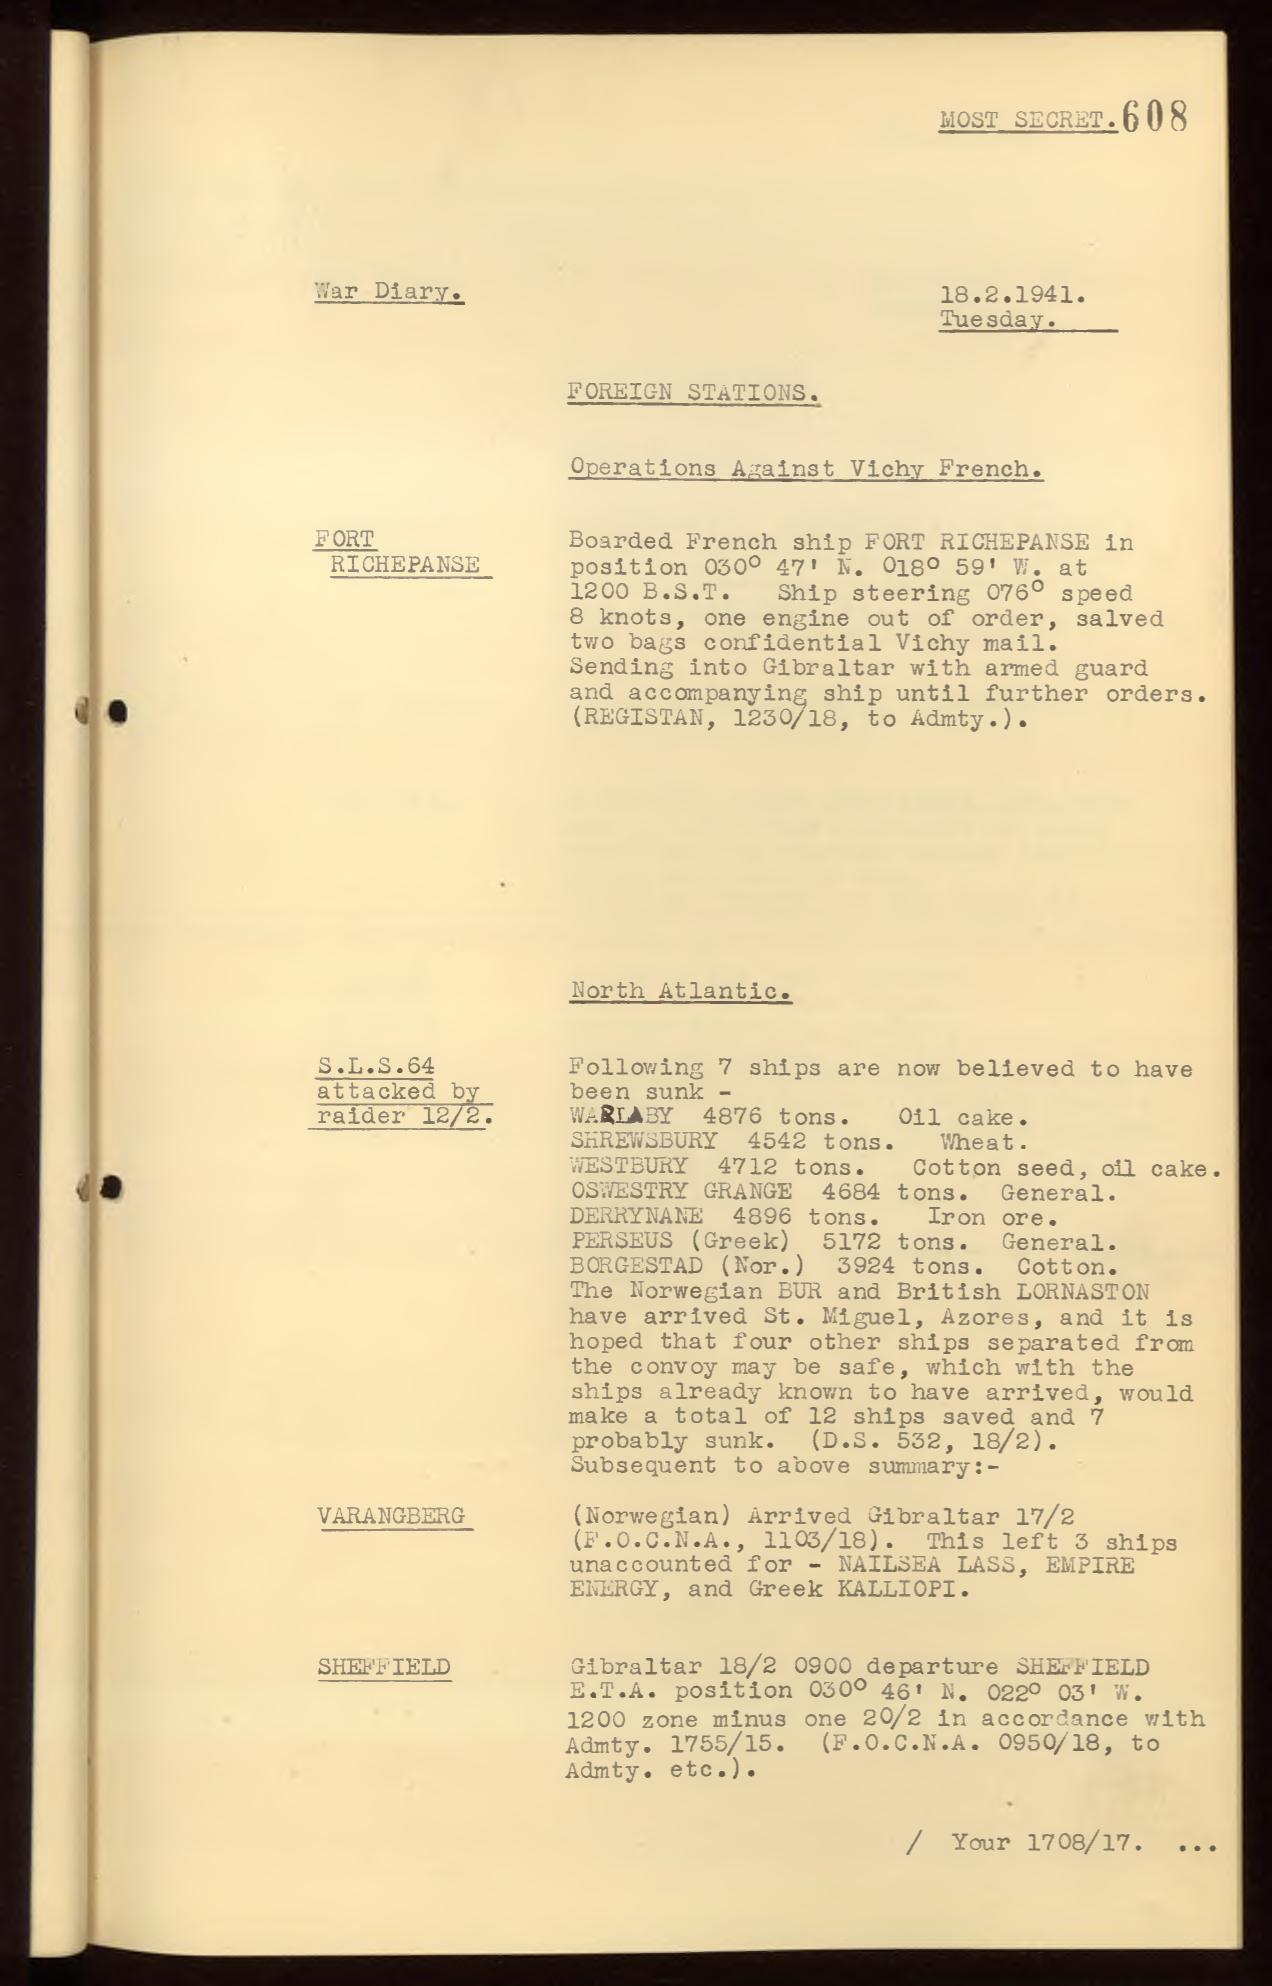 MOST SECRET. 608
War Diary.
18.2.1941.
Tuesday.
FOREIGN STATIONS.
Operations Against Vichy French.
FORT
RICHEPANSE
Boarded French ship FORT RICHEPANSE in
position 030° 47' N. 018° 59' W. at
1200 B.S.T. Ship steering 076° speed
8 knots, one engine out of order, salved
two bags confidential Vichy mail.
Sending into Gibraltar with armed guard
and accompanying ship until further orders.
(REGISTAN, 1230/18, to Admty.).
North Atlantic.
S.L.S.64
attacked by
raider 12/2.
Following 7 ships are now believed to have
been sunk -
WARLABY 4876 tons. Oil cake.
SHREWSBURY 4542 tons. Wheat.
WESTBURY 4712 tons. Cotton seed, oil cake.
OSWESTRY GRANGE 4684 tons. General.
DERRYNANE 4896 tons. Iron ore.
PERSEUS (Greek) 5172 tons. General.
BORGESTAD (Nor.) 3924 tons. Cotton.
The Norwegian BUR and British LORNASTON
have arrived St. Miguel, Azores, and it is
hoped that four other ships separated from
the convoy may be safe, which with the
ships already known to have arrived, would
make a total of 12 ships saved and 7
probably sunk. (D.S. 532, 18/2).
Subsequent to above summary:-
VARANGBERG
(Norwegian) Arrived Gibraltar 17/2
(F.O.C.N.A., 1103/18). This left 3 ships
unaccounted for - NAILSEA LASS, EMPIRE
ENERGY, and Greek KALLIOPI.
SHEFFIELD
Gibraltar 18/2 0900 departure SHEFFIELD
E.T.A. position 030° 46' N. 022° 03' W.
1200 zone minus one 20/2 in accordance with
Admty. 1755/15. (F.O.C.N.A. 0950/18, to
Admty. etc.).
/ Your 1708/17. ...